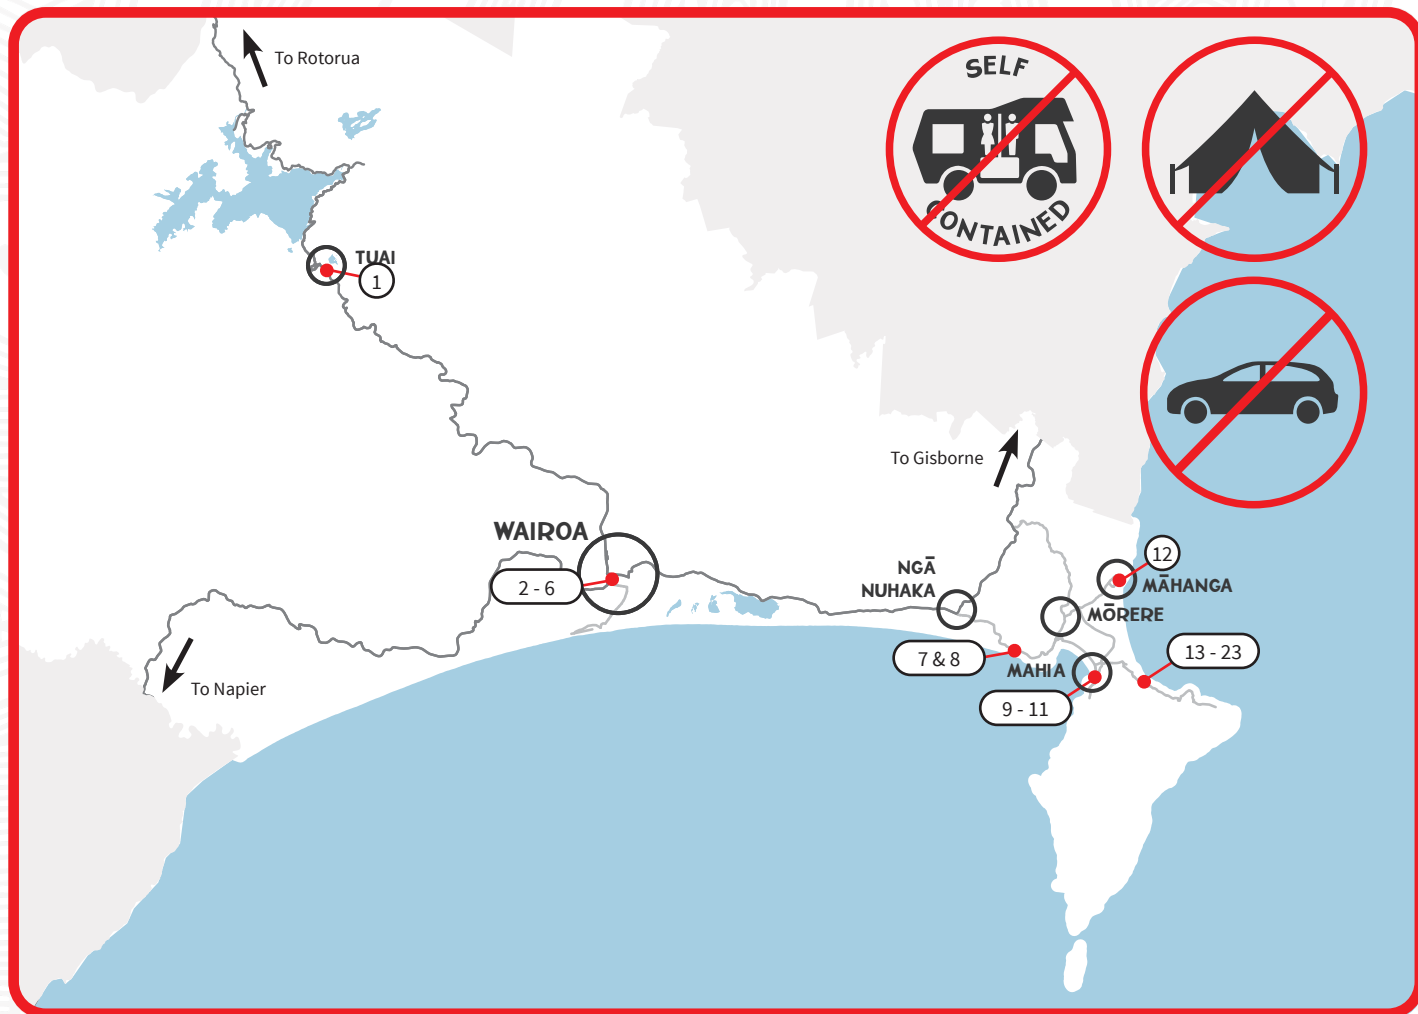 To Rotorua
SELF
CONTAINED
TUAI
1
To Gisborne
WAIROA
2 - 6
NGĀ
NUHAKA
12
MĀHANGA
MŌRERE
7 & 8
MAHIA
13 - 23
9 - 11
To Napier